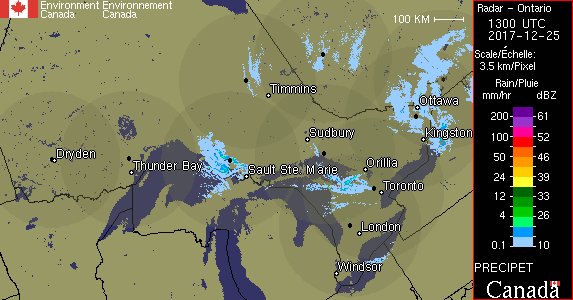 Environment Environnement
Canada Canada
100 KM
Timmins
Ottawa
Sudbury
Kingston
Dryden
Thunder Bay
Sault Ste. Marie
Orillia
Toronto
London
Windsor
Radar - Ontario
1300 UTC
2017-12-25
Scale/Échelle:
3.5 km/Pixel
Rain/Pluie
mm/hr dBZ
200 61
100 52
50 46
24 39
12 33
4 26
1 20
0.1 10
PRECIPET
Canada